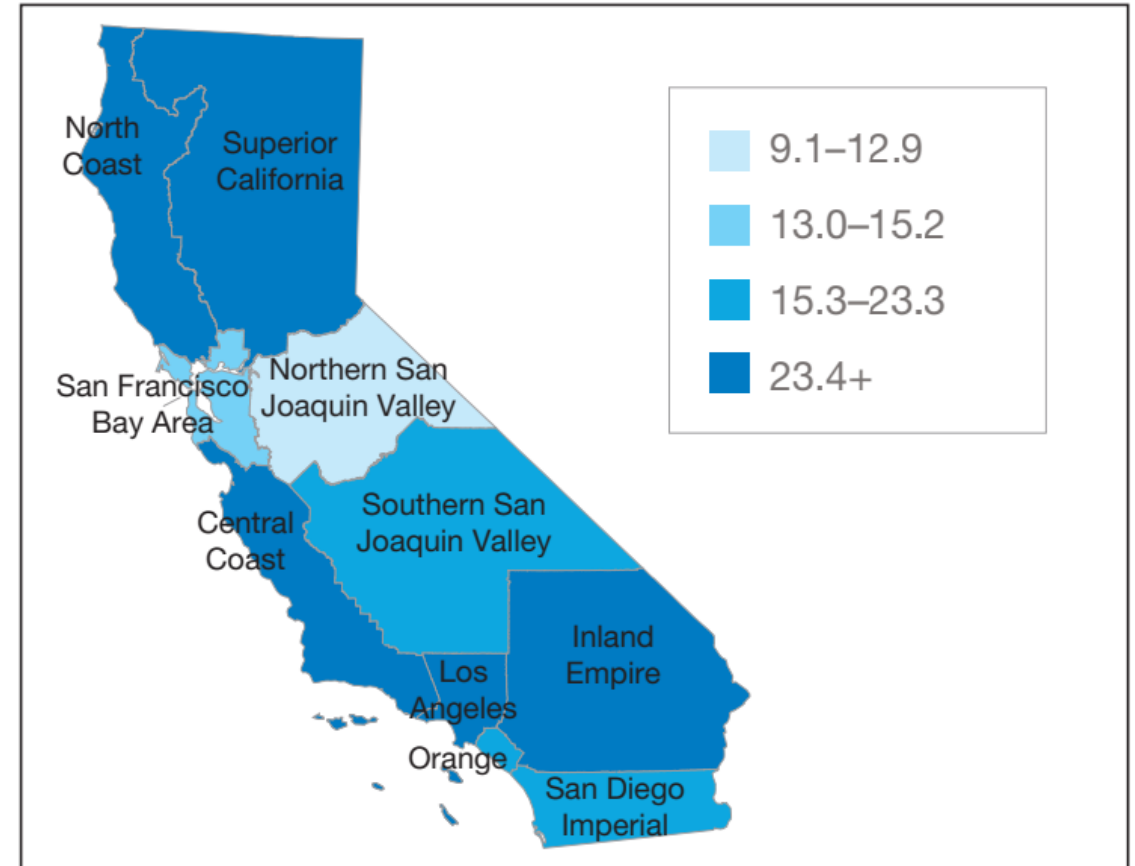 North
Coast
Superior
California
San Francisco
Bay Area
Northern San
Joaquin Valley
Central
Coast
Southern San
Joaquin Valley
Inland
Empire
Los
Angeles
Orange
San Diego
Imperial
9.1–12.9
13.0–15.2
15.3–23.3
23.4+